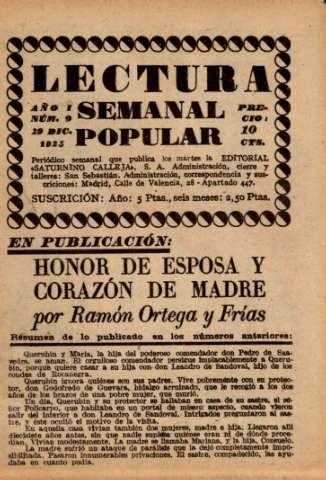 LECTURA
AÑO I
NÚM. 9
29 DIC.
1925
SEMANAL
POPULAR
PRE-
CIO:
10
CTS.
Periódico semanal que publica los martes la EDITORIAL
«SATURNINO CALLEJA», S. A. Administración, cierre y
talleres: San Sebastián. Administración, correspondencia y sus-
criciones: Madrid, Calle de Valencia, 28 - Apartado 447.
SUSCRICIÓN: Año: 5 Ptas., seis meses: 2,50 Ptas.
EN PUBLICACIÓN:
HONOR DE ESPOSA Y
CORAZÓN DE MADRE
por Ramón Ortega y Frías
Resumen de lo publicado en los números anteriores:
Querubín y María, la hija del poderoso comendador don Pedro de Saa-
vedra, se aman. El orgulloso comendador persigue implacablemente a Queru-
bín, porque quiere casar a su hija con don Leandro de Sandoval, hijo de los
condes de Rocanegra.
Querubín ignora quiénes son sus padres. Vive pobremente con su protec-
tor, don Godofredo de Guevara, hidalgo arruinado, que le recogió a los dos
años de los brazos de una pobre mujer, que murió.
Un día, Querubín y su protector se hallaban en casa de su sastre, el se-
ñor Policarpo, que habitaba en un portal de mísero aspecto, cuando vieron
salir del interior a don Leandro de Sandoval. Intrigados preguntaron al sas-
tre, y éste ocultó el motivo de la visita.
En aquella casa vivían también dos mujeres, madre e hija. Llegaron allí
diecisiete años antes, sin que nadie supiese quiénes eran ni de dónde proce-
dían. Vivían modestamente. La madre se llamaba Mariana, y la hija, Consuelo.
La madre sufrió un ataque de parálisis que la dejó completamente impo-
sibilitada. Pasaron innumerables privaciones. El sastre, compadecido, las ayu-
daba en cuanto podía.